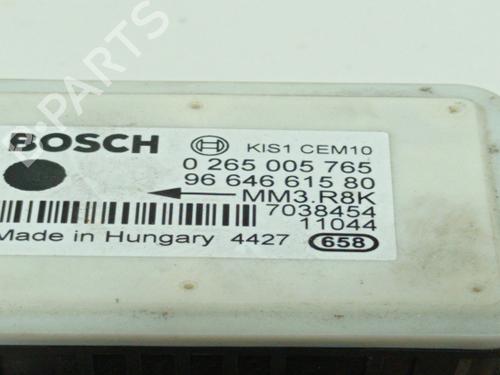 B-PARTS
BOSCH KIS1 CEM10
0 265 005 765
96 646 615 80
MM3.R8K
7038454
11044
Made in Hungary 4427 658